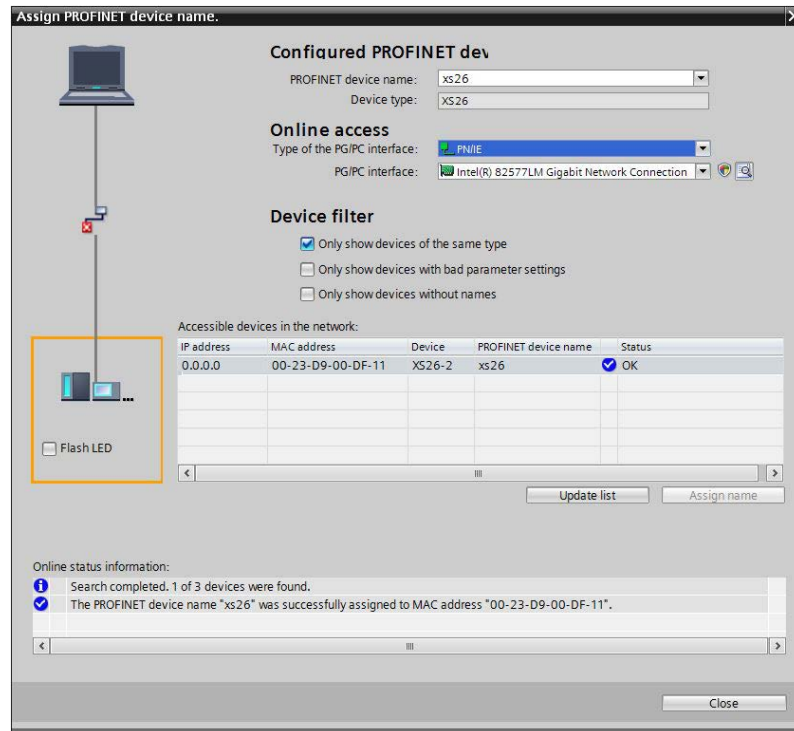 Assign PROFINET device name.
Configured PROFINET dev
PROFINET device name: xs26
Device type: XS26
Online access
Type of the PG/PC interface: PN/IE
PG/PC interface: Intel(R) 82577LM Gigabit Network Connection
Device filter
Only show devices of the same type
Only show devices with bad parameter settings
Only show devices without names
Accessible devices in the network:
IP address MAC address Device PROFINET device name Status
0.0.0.0 00-23-D9-00-DF-11 XS26-2 xs26 OK
Flash LED
Update list Assign name
Online status information:
Search completed. 1 of 3 devices were found.
The PROFINET device name "xs26" was successfully assigned to MAC address "00-23-D9-00-DF-11".
Close